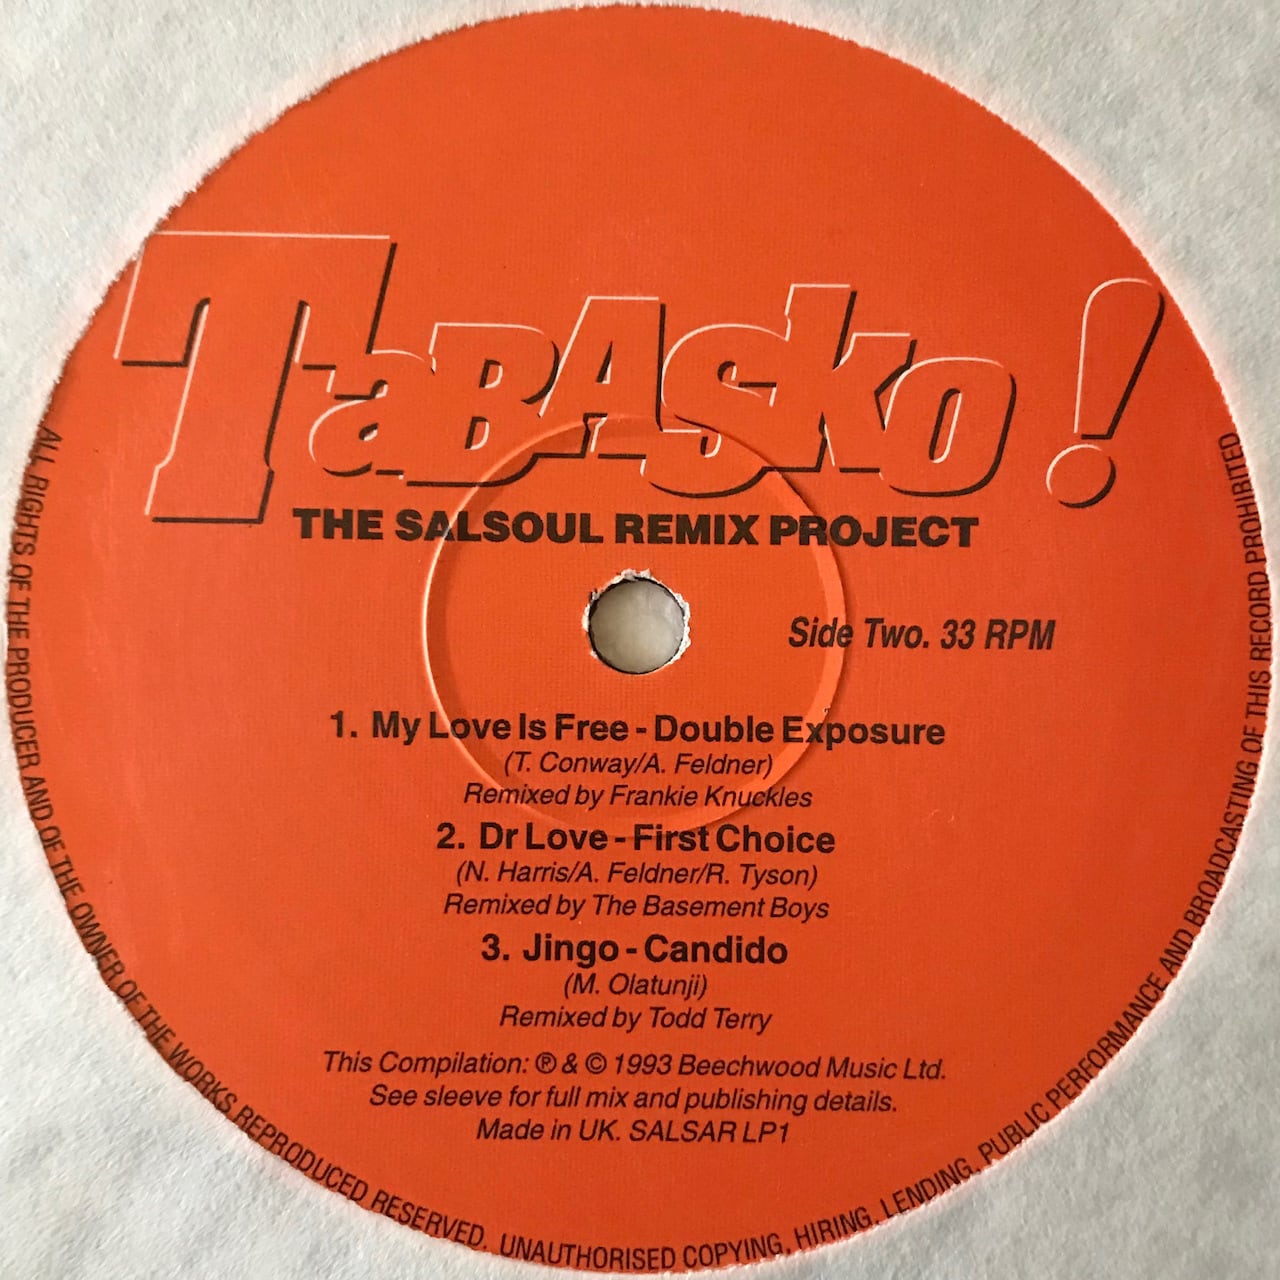 TaBASko!
THE SALSOUL REMIX PROJECT
Side Two. 33 RPM
1. My Love Is Free - Double Exposure
(T. Conway/A. Feldner)
Remixed by Frankie Knuckles
2. Dr Love - First Choice
(N. Harris/A. Feldner/R. Tyson)
Remixed by The Basement Boys
3. Jingo - Candido
(M. Olatunji)
Remixed by Todd Terry
This Compilation: ℗ & © 1993 Beechwood Music Ltd.
See sleeve for full mix and publishing details.
Made in UK. SALSAR LP1
ALL RIGHTS OF THE PRODUCER AND OF THE OWNER OF THE WORKS REPRODUCED RESERVED. UNAUTHORISED COPYING, HIRING, LENDING, PUBLIC PERFORMANCE AND BROADCASTING OF THIS RECORD PROHIBITED